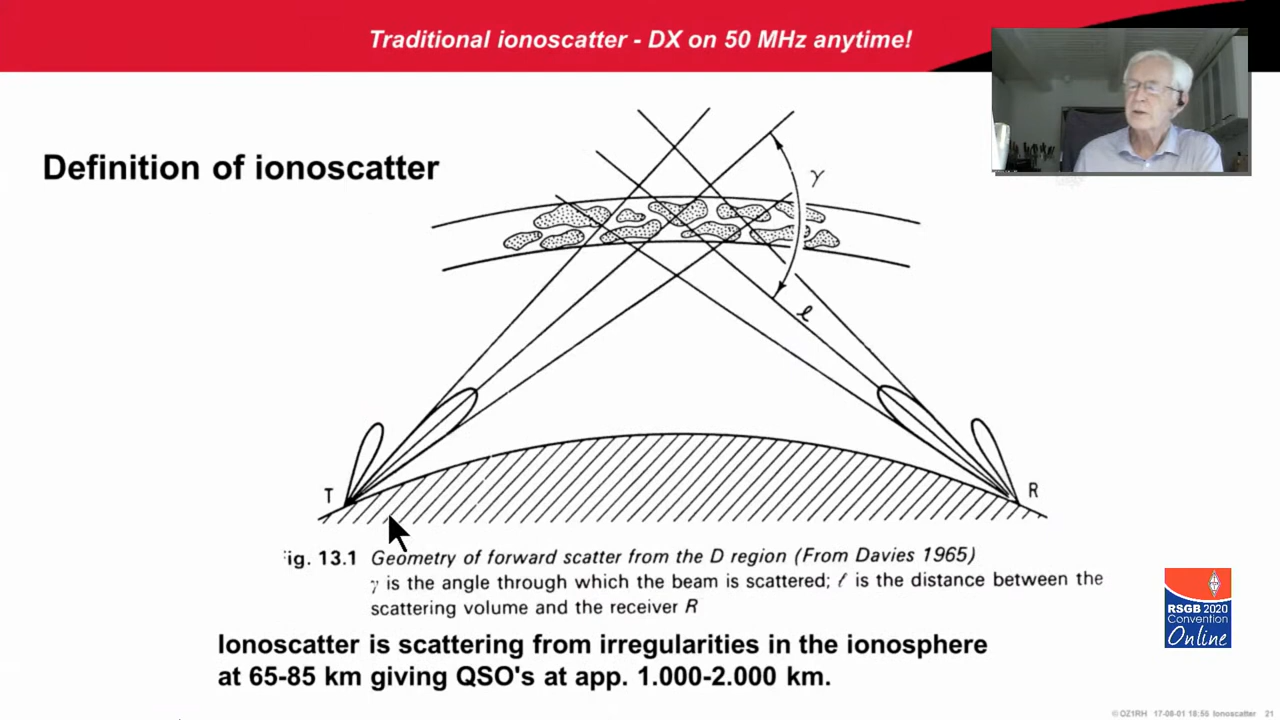 Traditional ionoscatter - DX on 50 MHz anytime!
Definition of ionoscatter
γ
ℓ
T
R
ig. 13.1 Geometry of forward scatter from the D region (From Davies 1965)
γ is the angle through which the beam is scattered; ℓ is the distance between the
scattering volume and the receiver R
RSGB 2020
Convention
Online
Ionoscatter is scattering from irregularities in the ionosphere
at 65-85 km giving QSO's at app. 1.000-2.000 km.
© OZ1RH 17-08-01 18:55 Ionoscatter 21